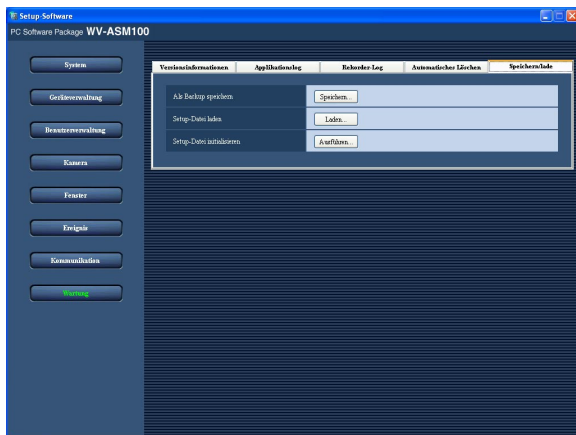 Setup-Software
PC Software Package WV-ASM100
System
Geräteverwaltung
Benutzerverwaltung
Kamera
Fenster
Ereignis
Kommunikation
Wartung
Versionsinformationen
Applikationslog
Rekorder-Log
Automatisches Löschen
Speichern/lade
Als Backup speichern
Speichern...
Setup-Datei laden
Laden...
Setup-Datei initialisieren
Ausführen...